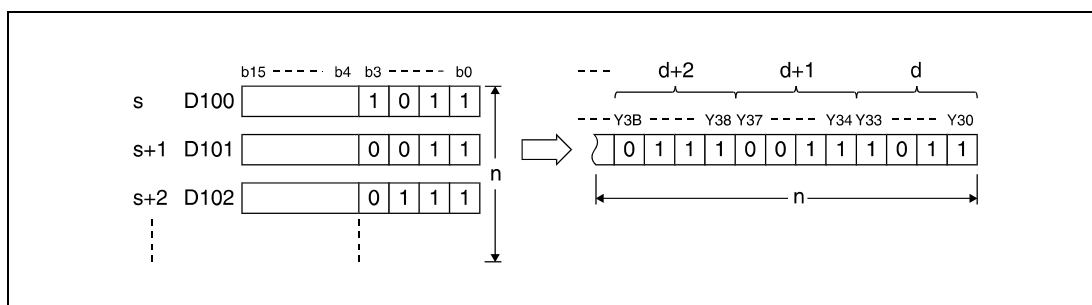 b15 ----- b4 b3 ------ b0
s D100 1 0 1 1
s+1 D101 0 0 1 1
s+2 D102 0 1 1 1
n
d+2 d+1 d
Y3B ---- Y38 Y37 ---- Y34 Y33 ---- Y30
0 1 1 1 0 0 1 1 1 0 1 1
n